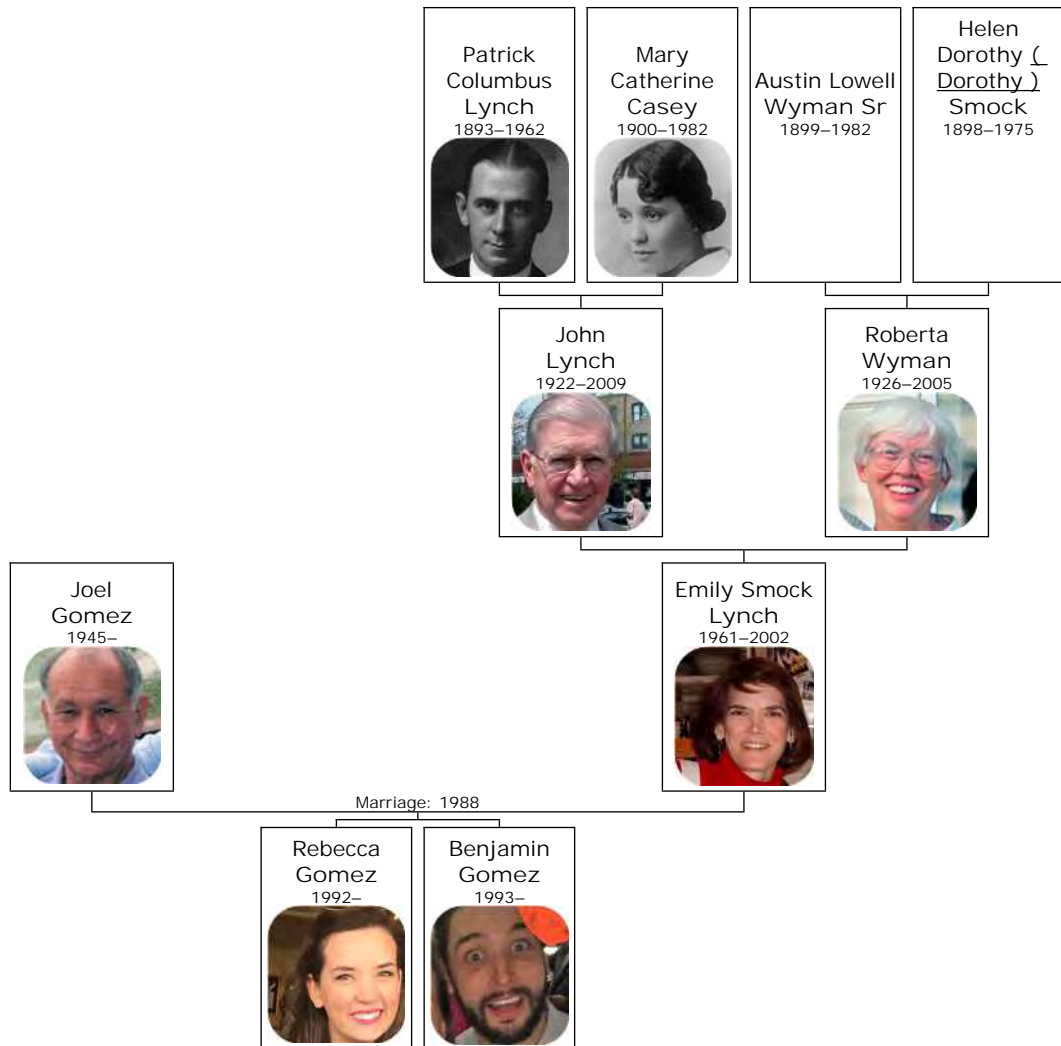 Patrick
Columbus
Lynch
1893–1962
Mary
Catherine
Casey
1900–1982
Austin Lowell
Wyman Sr
1899–1982
Helen
Dorothy (
Dorothy )
Smock
1898–1975
John
Lynch
1922–2009
Roberta
Wyman
1926–2005
Joel
Gomez
1945–
Emily Smock
Lynch
1961–2002
Marriage: 1988
Rebecca
Gomez
1992–
Benjamin
Gomez
1993–